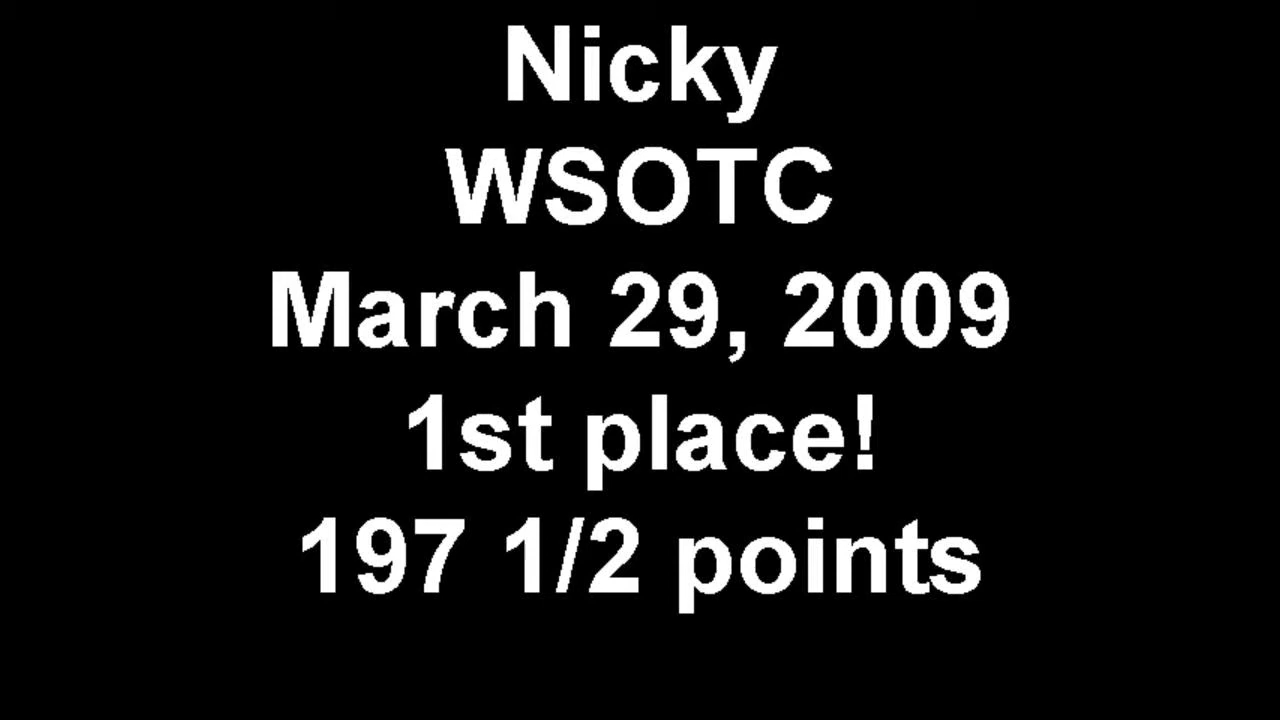 Nicky
WSOTC
March 29, 2009
1st place!
197 1/2 points